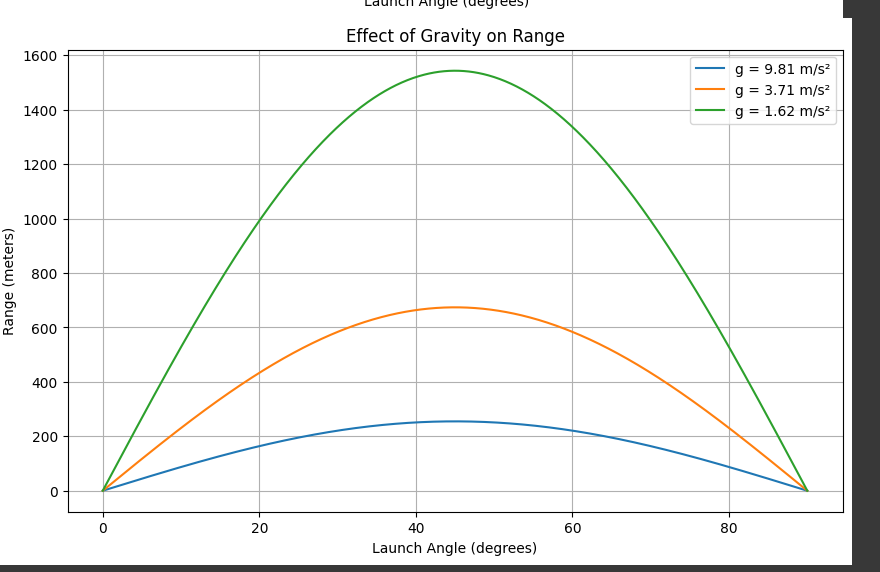 Launch Angle (degrees)
Effect of Gravity on Range
g = 9.81 m/s²
g = 3.71 m/s²
g = 1.62 m/s²
1600
1400
1200
1000
800
600
400
200
0
Range (meters)
0 20 40 60 80
Launch Angle (degrees)